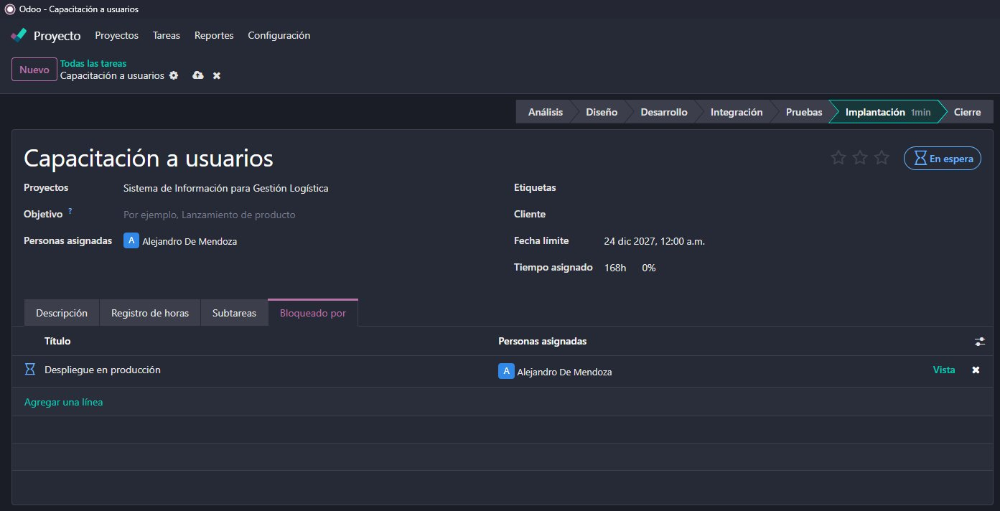 Odoo - Capacitación a usuarios
Proyecto Proyectos Tareas Reportes Configuración
Nuevo
Todas las tareas
Capacitación a usuarios
Análisis Diseño Desarrollo Integración Pruebas Implantación 1min Cierre
Capacitación a usuarios
En espera
Proyectos Sistema de Información para Gestión Logística
Etiquetas
Objetivo ? Por ejemplo, Lanzamiento de producto
Cliente
Personas asignadas A Alejandro De Mendoza
Fecha límite 24 dic 2027, 12:00 a.m.
Tiempo asignado 168h 0%
Descripción Registro de horas Subtareas Bloqueado por
Título Personas asignadas
Despliegue en producción A Alejandro De Mendoza Vista
Agregar una línea